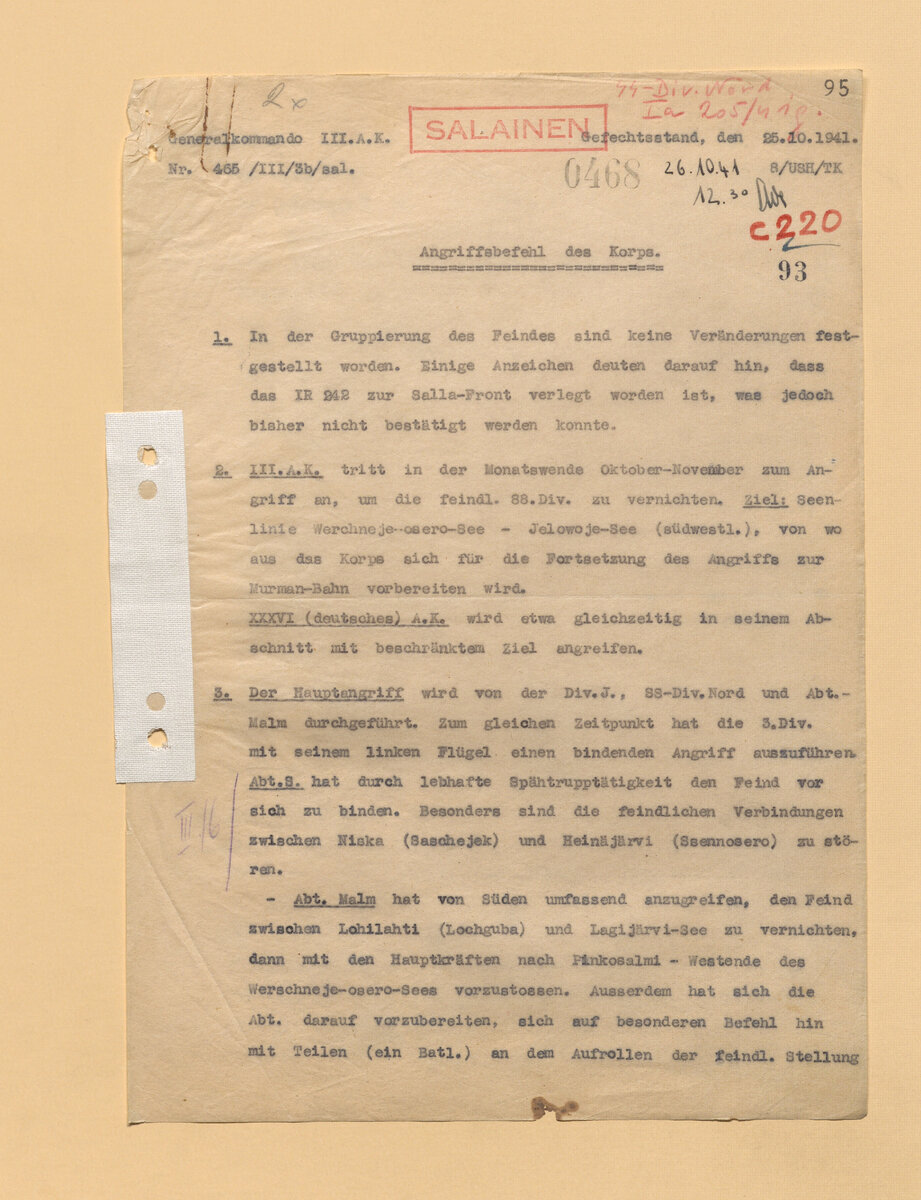 2x
SS-Div. Nord
Ia 205/41g.
95
SALAINEN
Generalkommando III.A.K.
Gefechtsstand, den 25.10.1941.
Nr. 465 /III/3b/sal.
0468
26.10.41
S/USH/TK
12.30
C220
93
Angriffsbefehl des Korps.
1. In der Gruppierung des Feindes sind keine Veränderungen fest-
gestellt worden. Einige Anzeichen deuten darauf hin, dass
das IR 242 zur Salla-Front verlegt worden ist, was jedoch
bisher nicht bestätigt werden konnte.
2. III.A.K. tritt in der Monatswende Oktober-November zum An-
griff an, um die feindl. 88.Div. zu vernichten. Ziel: Seen-
linie Werchneje-osero-See - Jelowoje-See (südwestl.), von wo
aus das Korps sich für die Fortsetzung des Angriffs zur
Murman-Bahn vorbereiten wird.
XXXVI (deutsches) A.K. wird etwa gleichzeitig in seinem Ab-
schnitt mit beschränktem Ziel angreifen.
3. Der Hauptangriff wird von der Div.J., SS-Div.Nord und Abt.-
Malm durchgeführt. Zum gleichen Zeitpunkt hat die 3.Div.
mit seinem linken Flügel einen bindenden Angriff auszuführen.
Abt.S. hat durch lebhafte Spähtrupptätigkeit den Feind vor
sich zu binden. Besonders sind die feindlichen Verbindungen
III/6
zwischen Niska (Saschejek) und Heinäjärvi (Ssennosero) zu stö-
ren.
- Abt. Malm hat von Süden umfassend anzugreifen, den Feind
zwischen Lohilahti (Lochguba) und Lagijärvi-See zu vernichten,
dann mit den Hauptkräften nach Pinkosalmi - Westende des
Werschneje-osero-Sees vorzustossen. Ausserdem hat sich die
Abt. darauf vorzubereiten, sich auf besonderen Befehl hin
mit Teilen (ein Batl.) an dem Aufrollen der feindl. Stellung